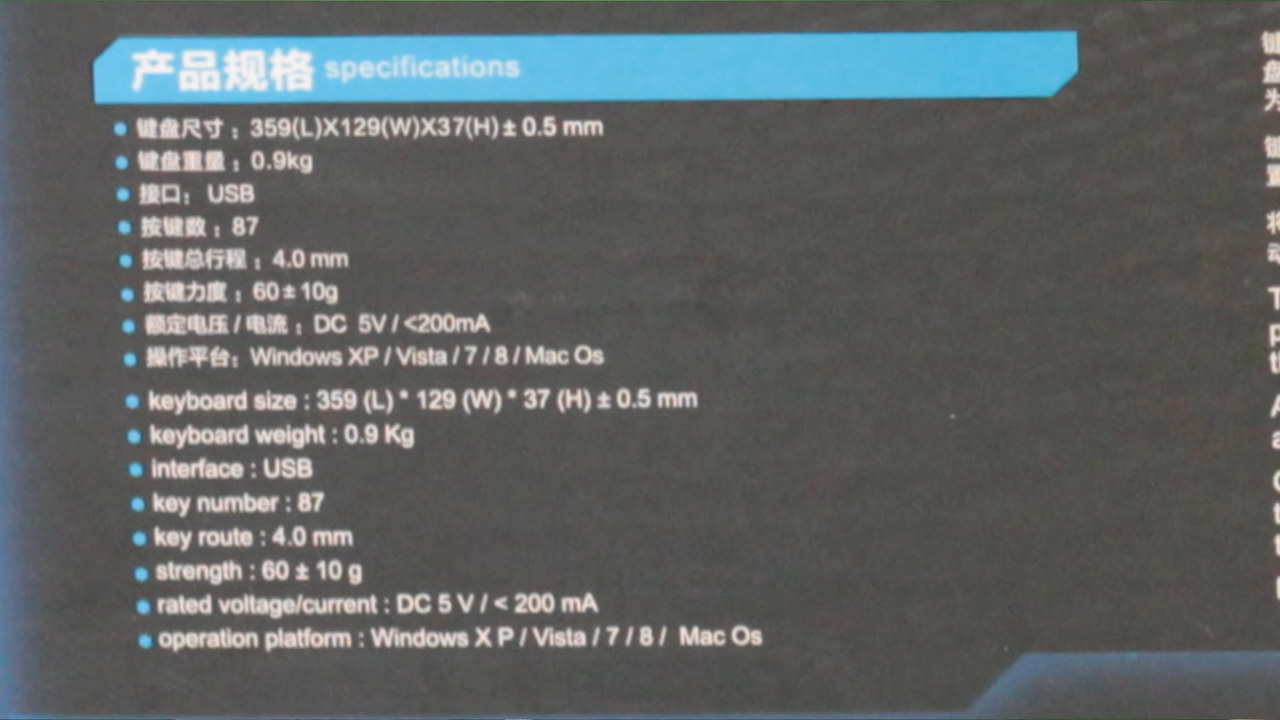 产品规格 specifications
键盘尺寸：359(L)X129(W)X37(H)±0.5 mm
键盘重量：0.9kg
接口： USB
按键数：87
按键总行程：4.0 mm
按键力度：60±10g
额定电压/电流：DC 5V/<200mA
操作平台：Windows XP / Vista / 7 / 8 / Mac Os
keyboard size : 359 (L) * 129 (W) * 37 (H) ± 0.5 mm
keyboard weight : 0.9 Kg
interface : USB
key number : 87
key route : 4.0 mm
strength : 60 ± 10 g
rated voltage/current : DC 5 V / < 200 mA
operation platform : Windows X P / Vista / 7 / 8 / Mac Os